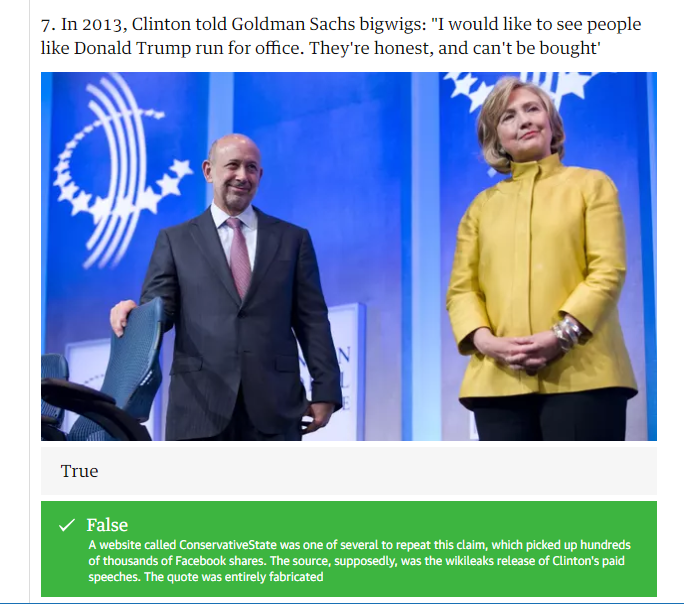 7. In 2013, Clinton told Goldman Sachs bigwigs: "I would like to see people
like Donald Trump run for office. They're honest, and can't be bought'
True
False
A website called ConservativeState was one of several to repeat this claim, which picked up hundreds
of thousands of Facebook shares. The source, supposedly, was the wikileaks release of Clinton's paid
speeches. The quote was entirely fabricated